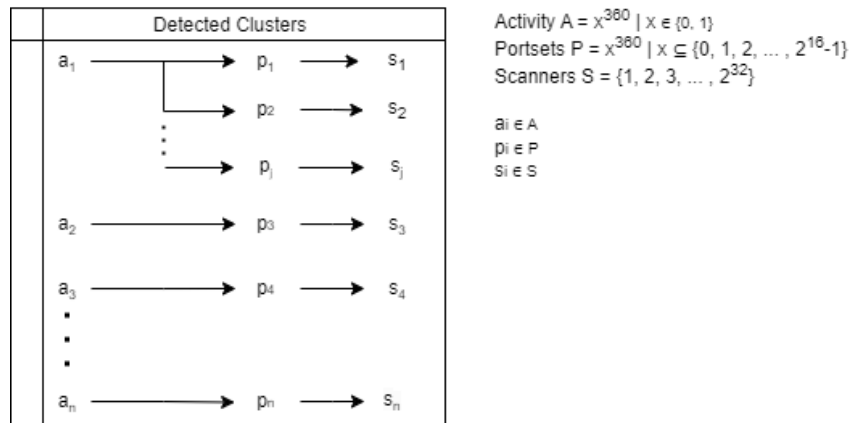 Detected Clusters
a₁ p₁ s₁
p₂ s₂
pⱼ sⱼ
a₂ p₃ s₃
a₃ p₄ s₄
aₙ pₙ sₙ
Activity A = x³⁶⁰ | x ∈ {0, 1}
Portsets P = x³⁶⁰ | x ⊆ {0, 1, 2, ... , 2¹⁶-1}
Scanners S = {1, 2, 3, ... , 2³²}
ai ∈ A
pi ∈ P
si ∈ S